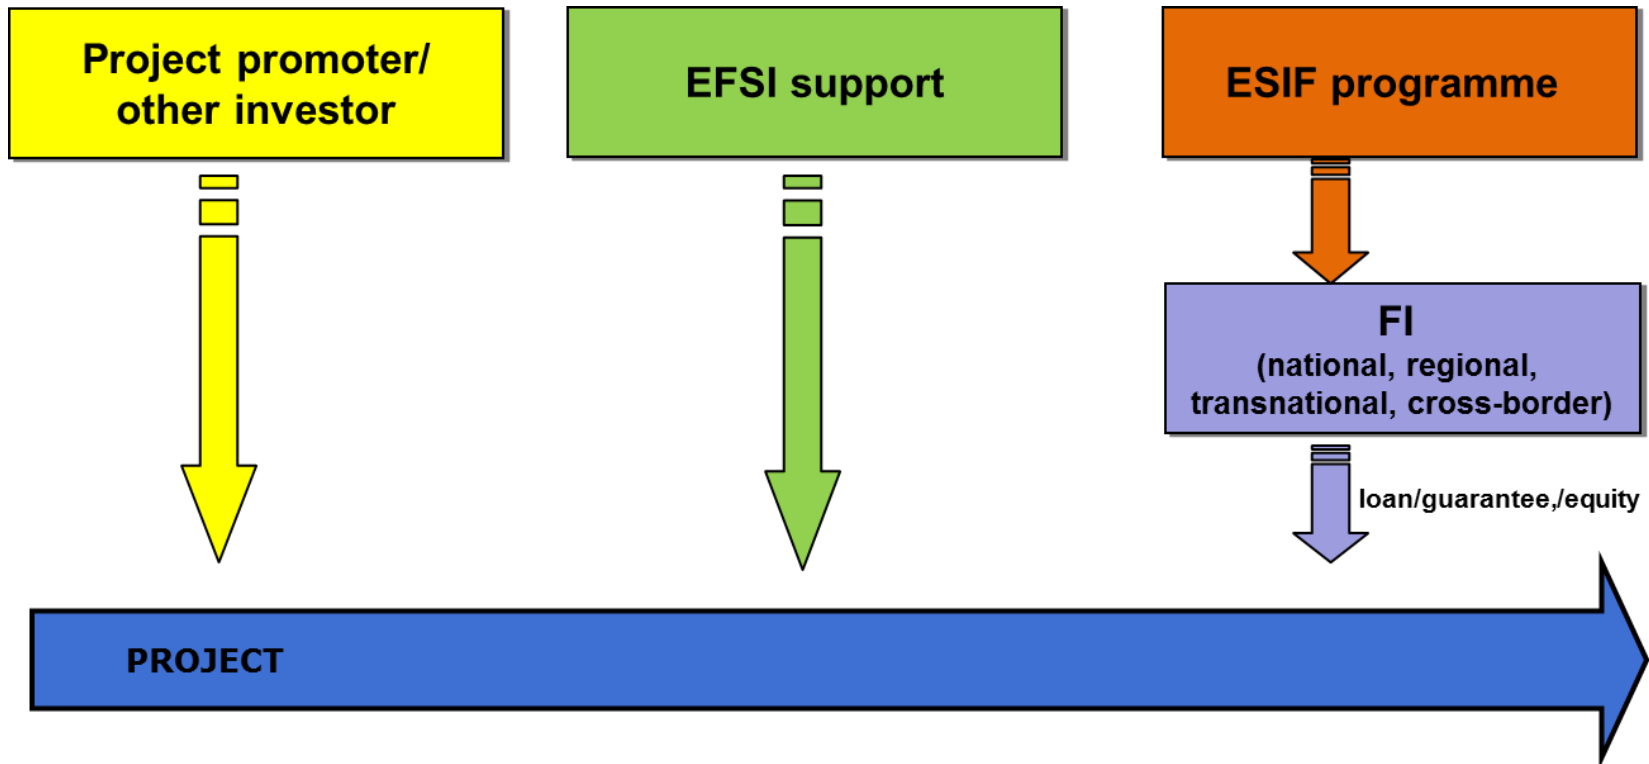 Project promoter/
other investor
EFSI support
ESIF programme
FI
(national, regional,
transnational, cross-border)
loan/guarantee,/equity
PROJECT